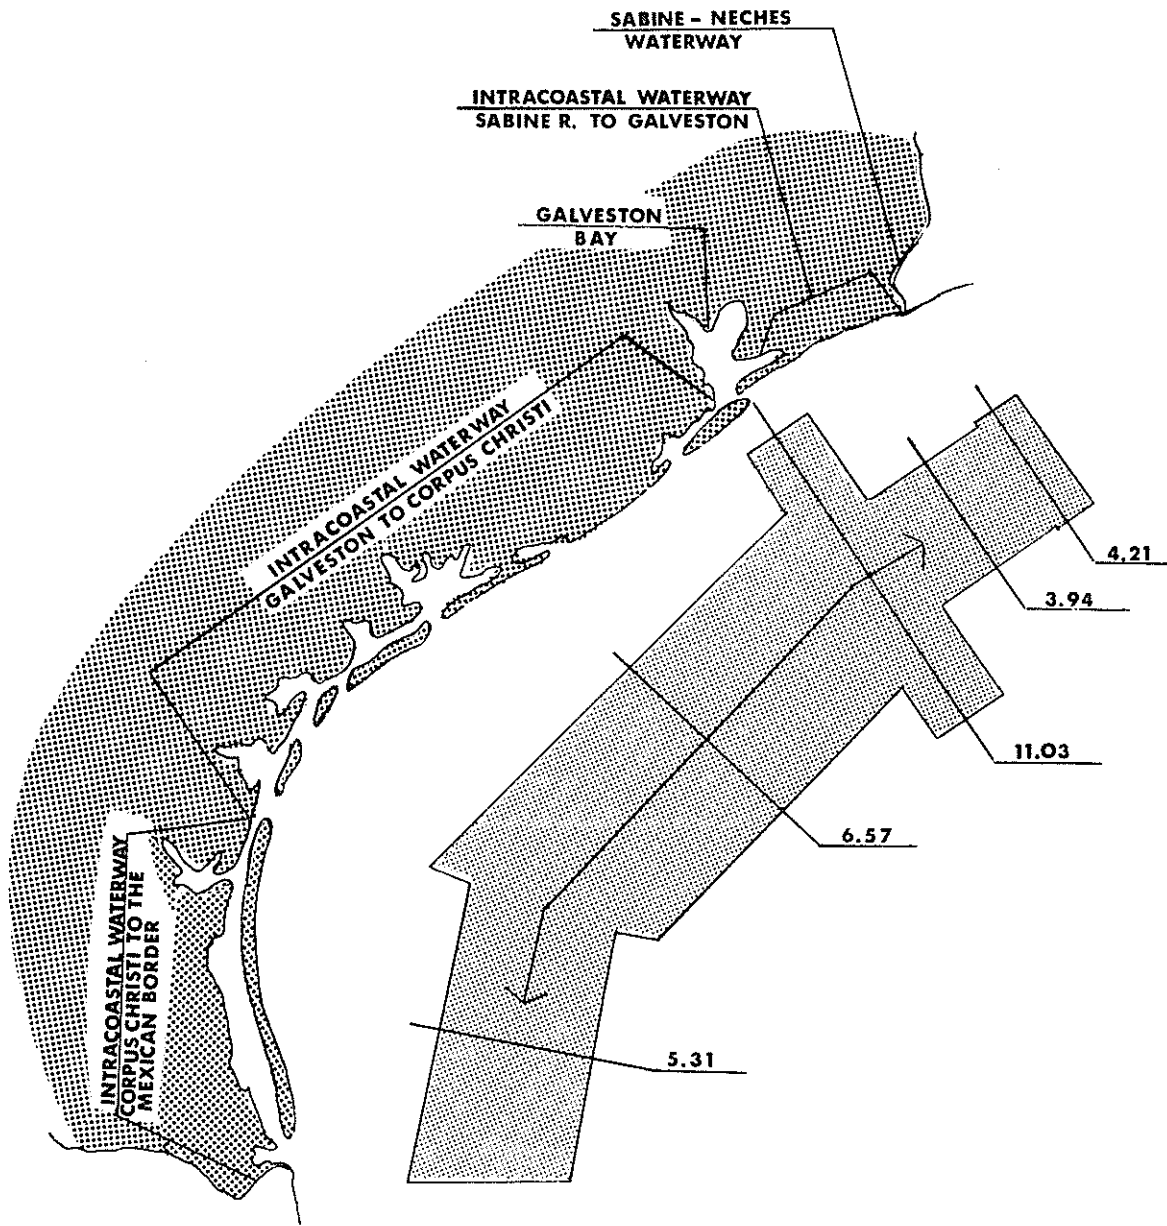 SABINE - NECHES
WATERWAY
INTRACOASTAL WATERWAY
SABINE R. TO GALVESTON
GALVESTON
BAY
INTRACOASTAL WATERWAY
GALVESTON TO CORPUS CHRISTI
4.21
3.94
11.03
6.57
INTRACOASTAL WATERWAY
CORPUS CHRISTI TO THE
MEXICAN BORDER
5.31